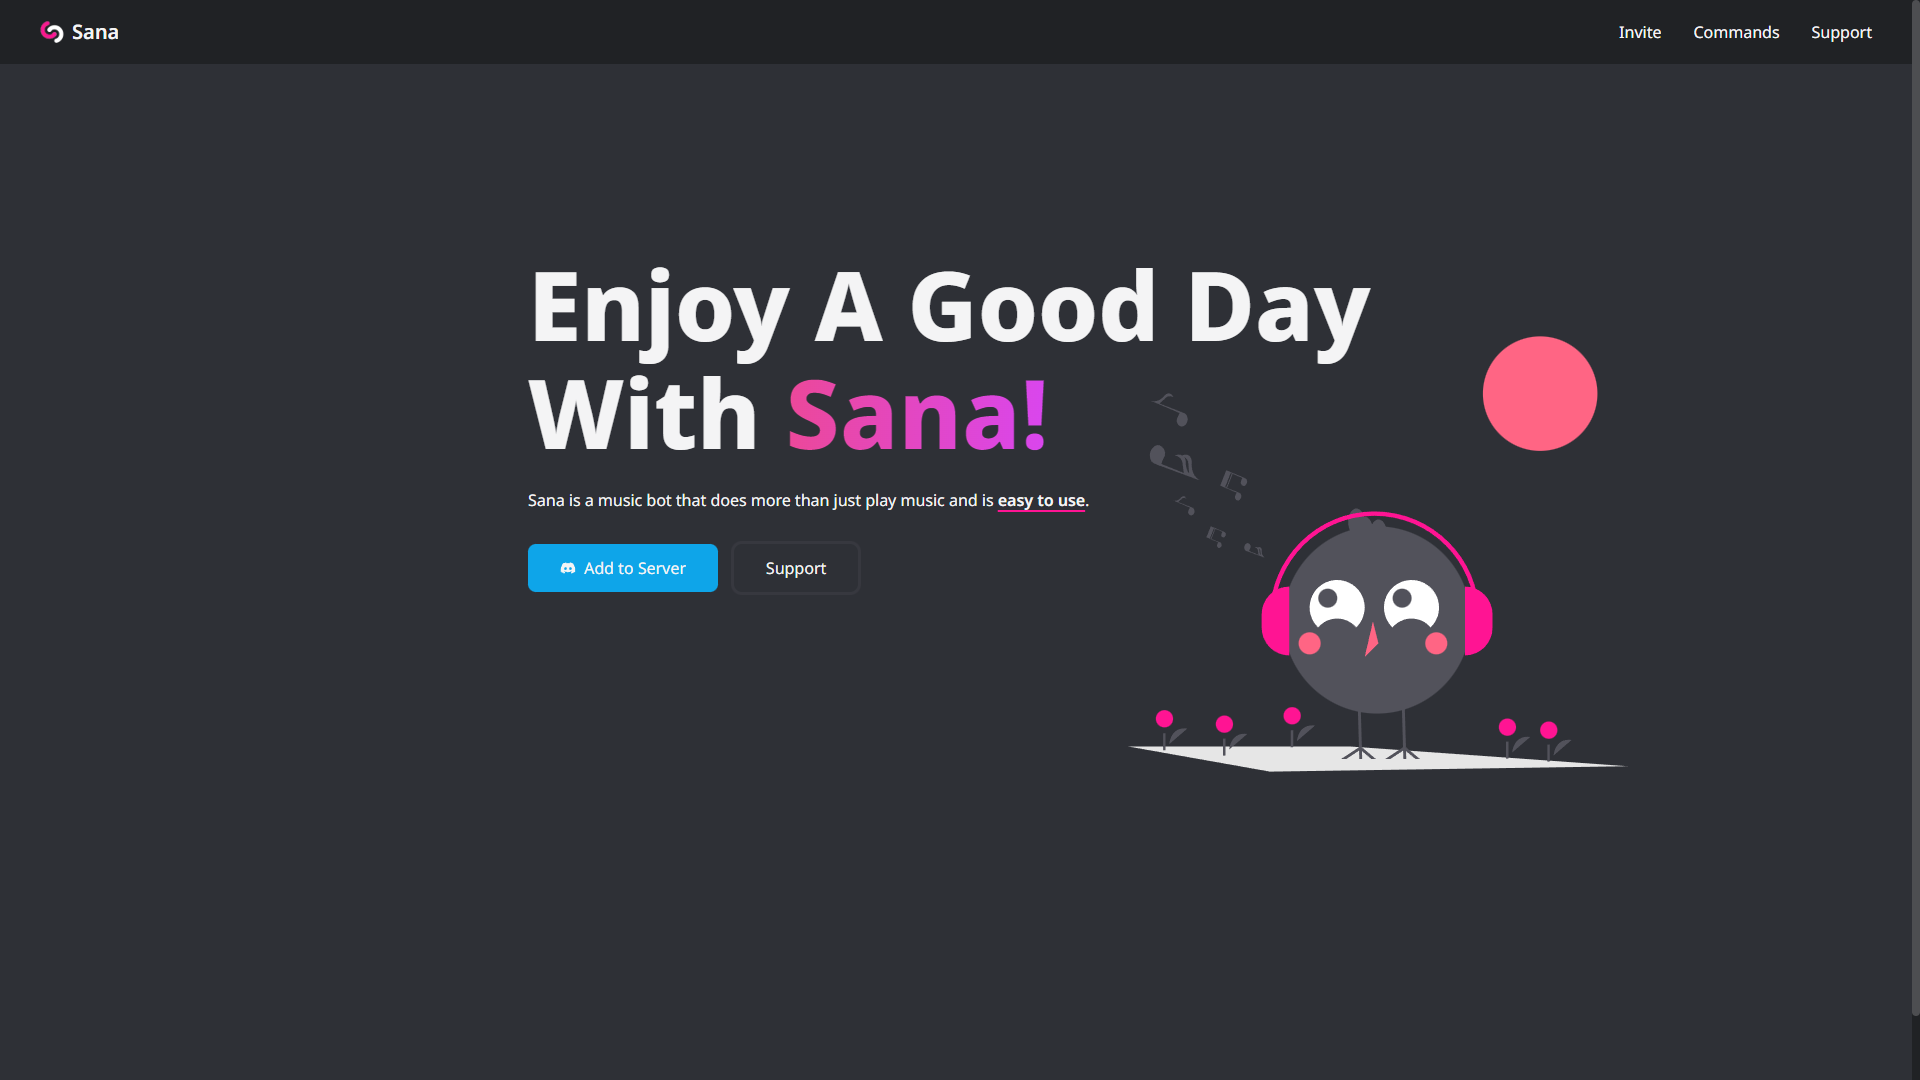 Sana
Invite Commands Support
Enjoy A Good Day
With Sana!
Sana is a music bot that does more than just play music and is easy to use.
Add to Server
Support